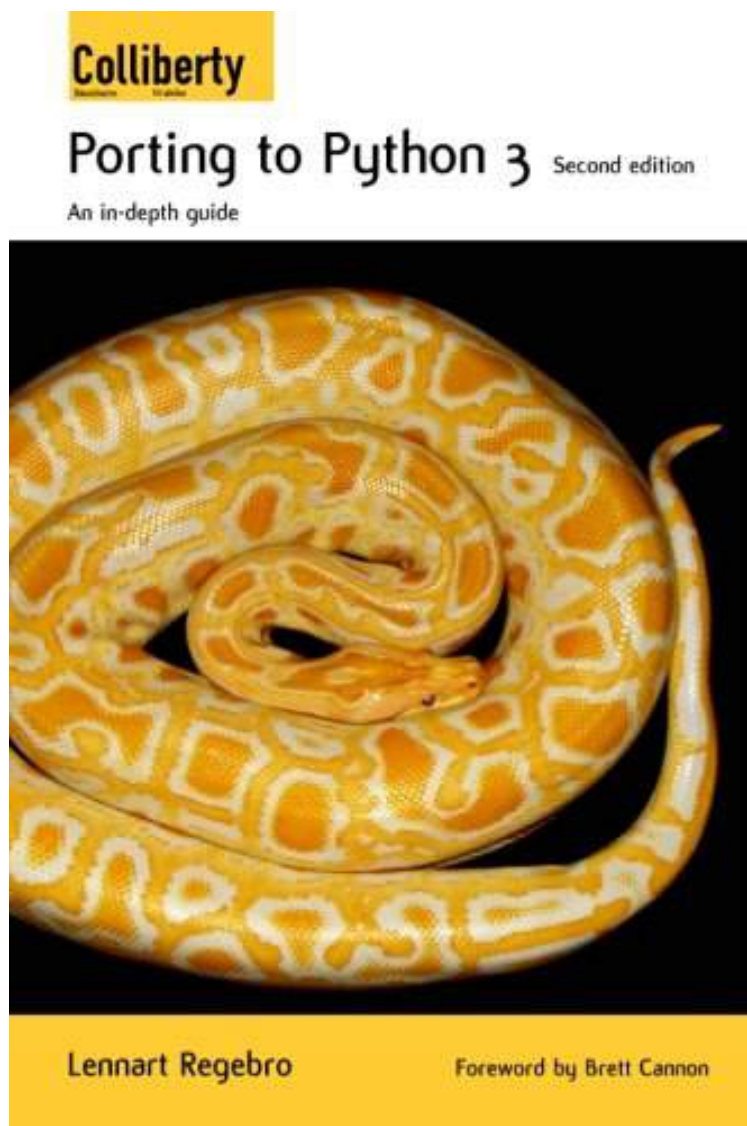 Colliberty
Porting to Python 3 Second edition
An in-depth guide
Lennart Regebro Foreword by Brett Cannon